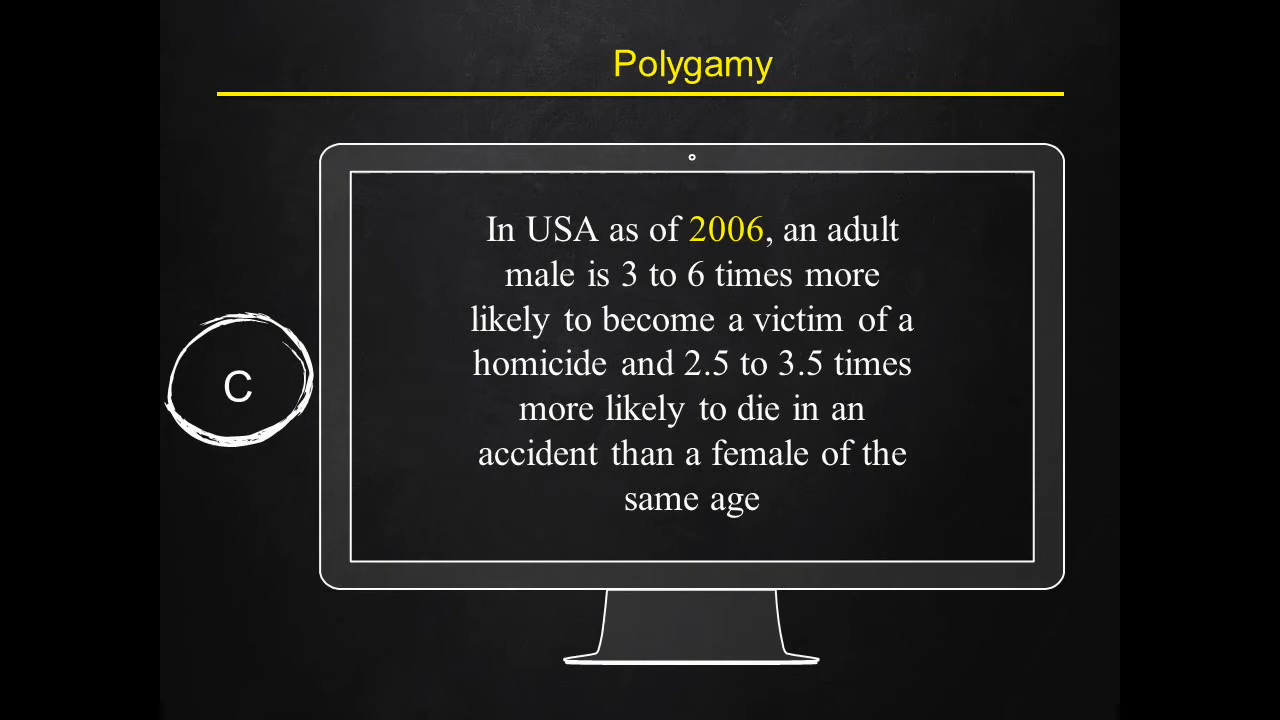 Polygamy
In USA as of 2006, an adult
male is 3 to 6 times more
likely to become a victim of a
homicide and 2.5 to 3.5 times
more likely to die in an
accident than a female of the
same age
C